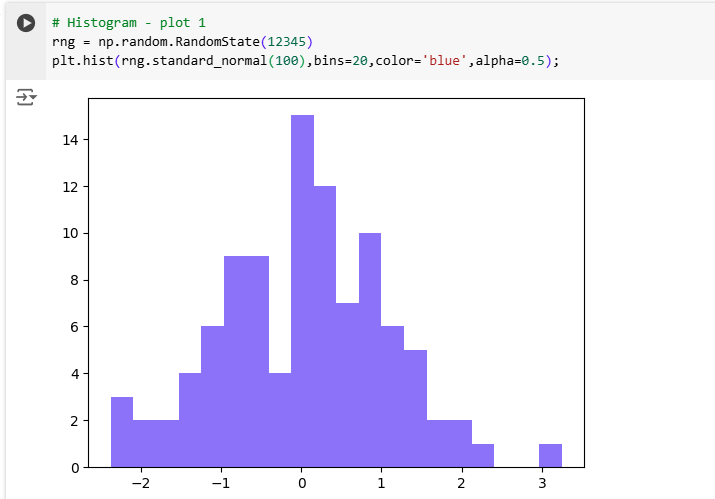 # Histogram - plot 1
rng = np.random.RandomState(12345)
plt.hist(rng.standard_normal(100),bins=20,color='blue',alpha=0.5);
14
12
10
8
6
4
2
0
−2 −1 0 1 2 3